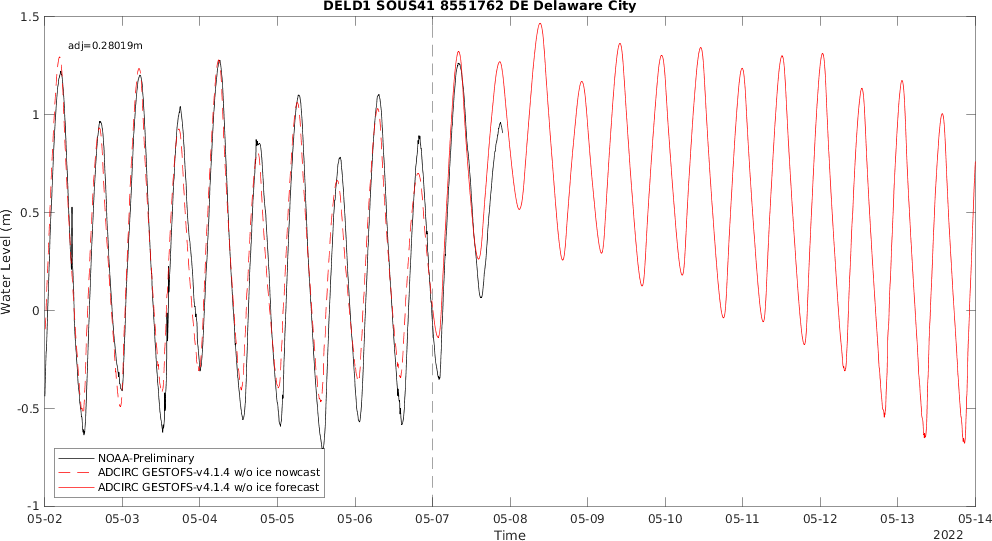 DELD1 SOUS41 8551762 DE Delaware City
adj=0.28019m
Water Level (m)
1.5
1
0.5
0
-0.5
-1
NOAA-Preliminary
ADCIRC GESTOFS-v4.1.4 w/o ice nowcast
ADCIRC GESTOFS-v4.1.4 w/o ice forecast
05-02 05-03 05-04 05-05 05-06 05-07 05-08 05-09 05-10 05-11 05-12 05-13 05-14
Time
2022